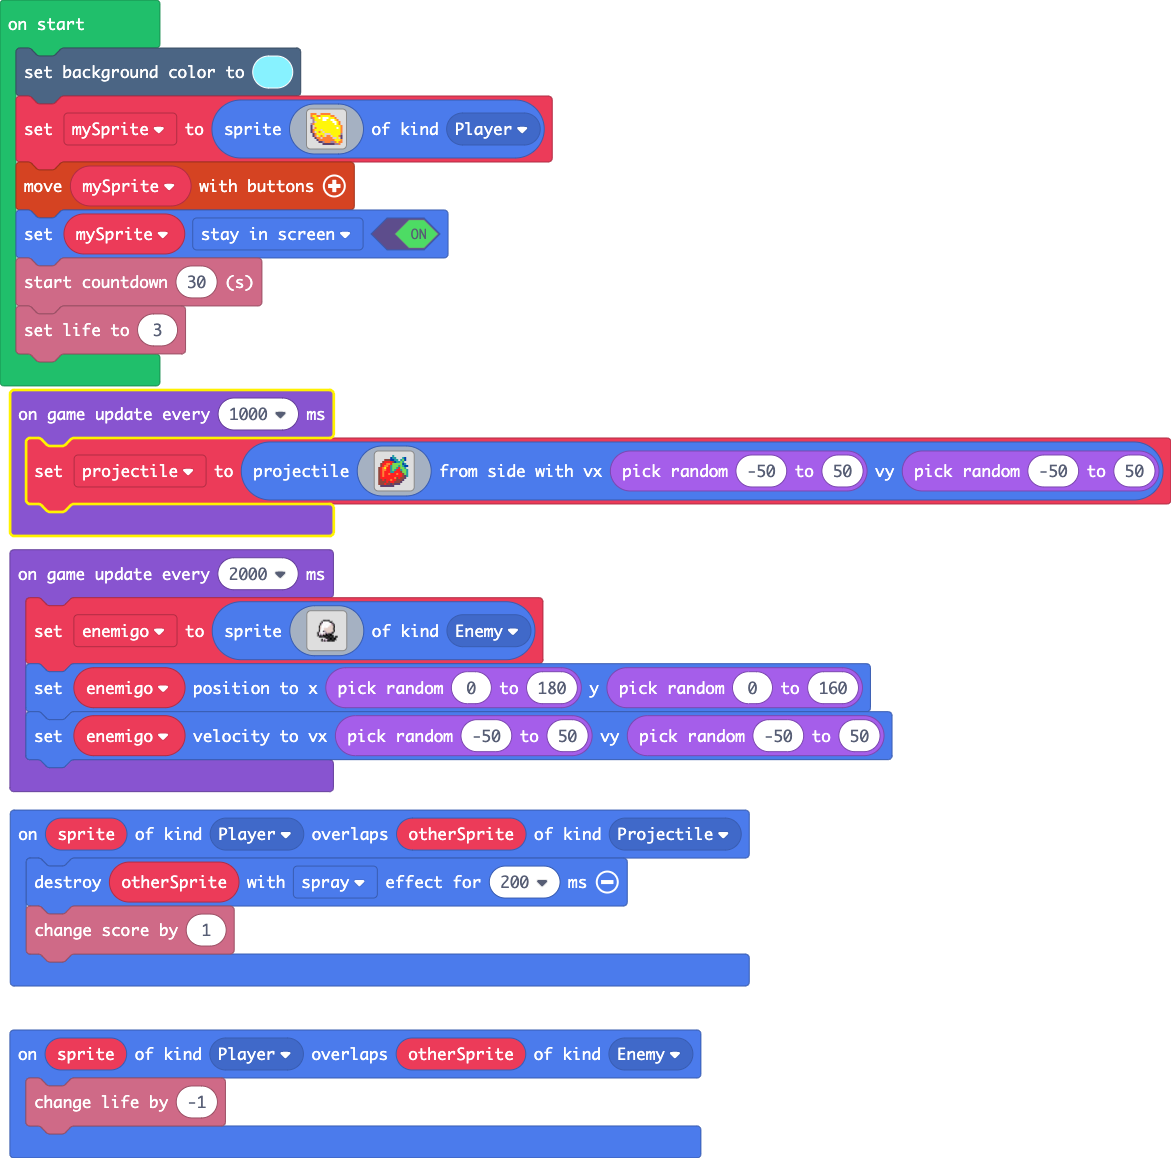 on start
set background color to
set mySprite to sprite of kind Player
move mySprite with buttons
set mySprite stay in screen ON
start countdown 30 (s)
set life to 3
on game update every 1000 ms
set projectile to projectile from side with vx pick random -50 to 50 vy pick random -50 to 50
on game update every 2000 ms
set enemigo to sprite of kind Enemy
set enemigo position to x pick random 0 to 180 y pick random 0 to 160
set enemigo velocity to vx pick random -50 to 50 vy pick random -50 to 50
on sprite of kind Player overlaps otherSprite of kind Projectile
destroy otherSprite with spray effect for 200 ms
change score by 1
on sprite of kind Player overlaps otherSprite of kind Enemy
change life by -1